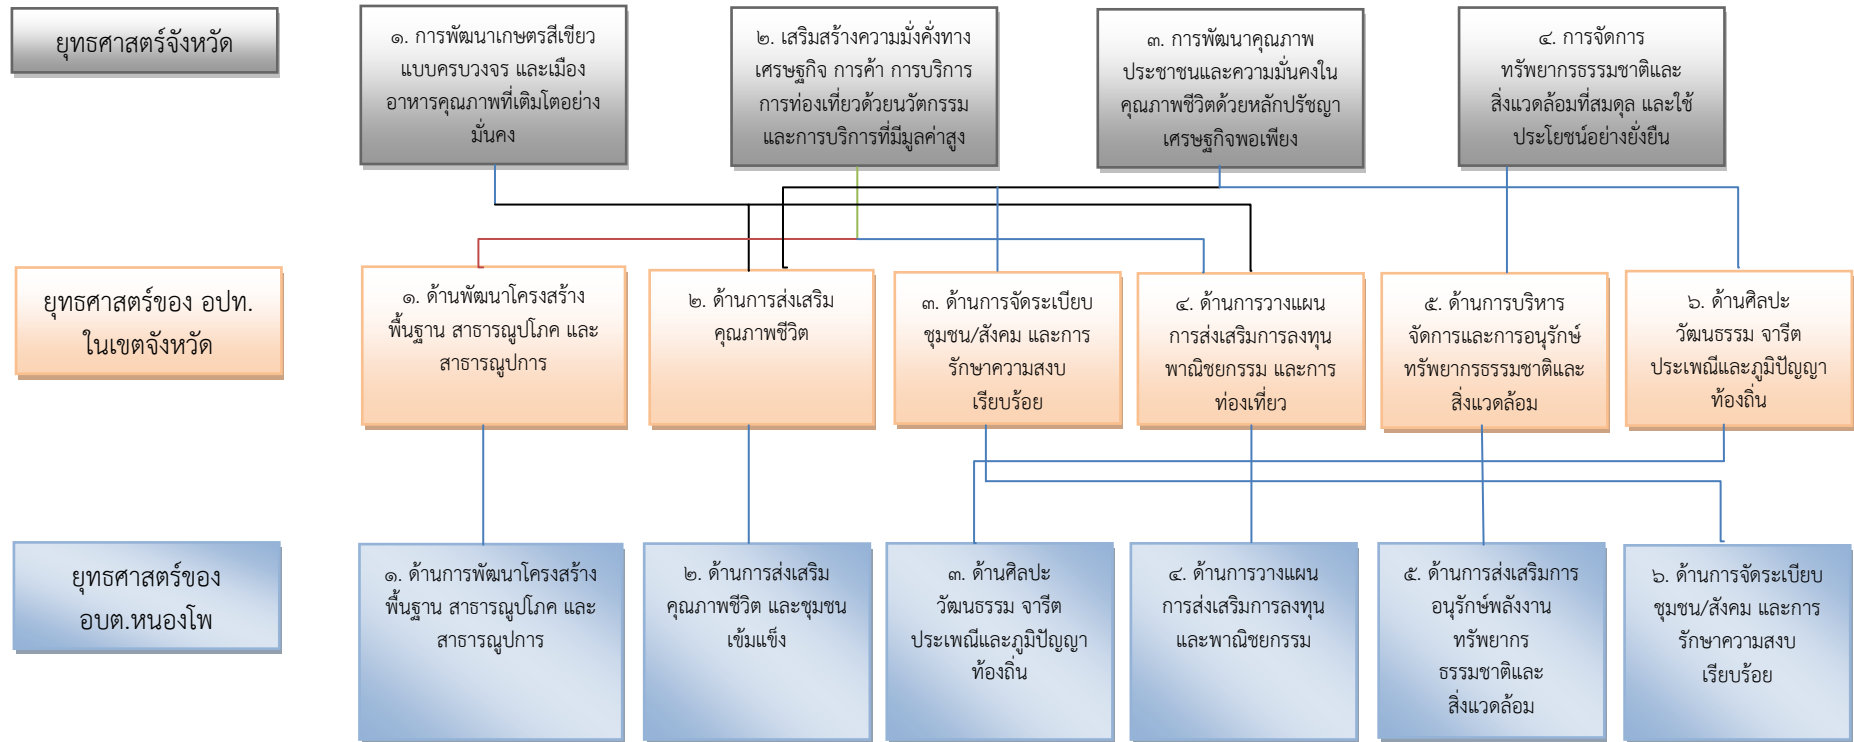 ยุทธศาสตร์จังหวัด
๑. การพัฒนาเกษตรสีเขียว
แบบครบวงจร และเมือง
อาหารคุณภาพที่เติมโตอย่าง
มั่นคง
๒. เสริมสร้างความมั่งคั่งทาง
เศรษฐกิจ การค้า การบริการ
การท่องเที่ยวด้วยนวัตกรรม
และการบริการที่มีมูลค่าสูง
๓. การพัฒนาคุณภาพ
ประชาชนและความมั่นคงใน
คุณภาพชีวิตด้วยหลักปรัชญา
เศรษฐกิจพอเพียง
๔. การจัดการ
ทรัพยากรธรรมชาติและ
สิ่งแวดล้อมที่สมดุล และใช้
ประโยชน์อย่างยั่งยืน
ยุทธศาสตร์ของ อปท.
ในเขตจังหวัด
๑. ด้านพัฒนาโครงสร้าง
พื้นฐาน สาธารณูปโภค และ
สาธารณูปการ
๒. ด้านการส่งเสริม
คุณภาพชีวิต
๓. ด้านการจัดระเบียบ
ชุมชน/สังคม และการ
รักษาความสงบ
เรียบร้อย
๔. ด้านการวางแผน
การส่งเสริมการลงทุน
พาณิชยกรรม และการ
ท่องเที่ยว
๕. ด้านการบริหาร
จัดการและการอนุรักษ์
ทรัพยากรธรรมชาติและ
สิ่งแวดล้อม
๖. ด้านศิลปะ
วัฒนธรรม จารีต
ประเพณีและภูมิปัญญา
ท้องถิ่น
ยุทธศาสตร์ของ
อบต.หนองโพ
๑. ด้านการพัฒนาโครงสร้าง
พื้นฐาน สาธารณูปโภค และ
สาธารณูปการ
๒. ด้านการส่งเสริม
คุณภาพชีวิต และชุมชน
เข้มแข็ง
๓. ด้านศิลปะ
วัฒนธรรม จารีต
ประเพณีและภูมิปัญญา
ท้องถิ่น
๔. ด้านการวางแผน
การส่งเสริมการลงทุน
และพาณิชยกรรม
๕. ด้านการส่งเสริมการ
อนุรักษ์พลังงาน
ทรัพยากร
ธรรมชาติและ
สิ่งแวดล้อม
๖. ด้านการจัดระเบียบ
ชุมชน/สังคม และการ
รักษาความสงบ
เรียบร้อย